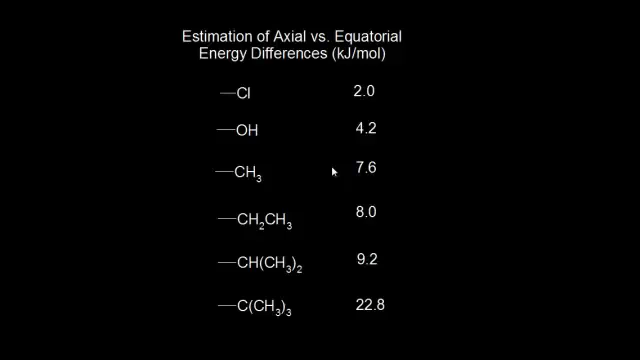 Estimation of Axial vs. Equatorial
Energy Differences (kJ/mol)
—Cl 2.0
—OH 4.2
—CH₃ 7.6
—CH₂CH₃ 8.0
—CH(CH₃)₂ 9.2
—C(CH₃)₃ 22.8